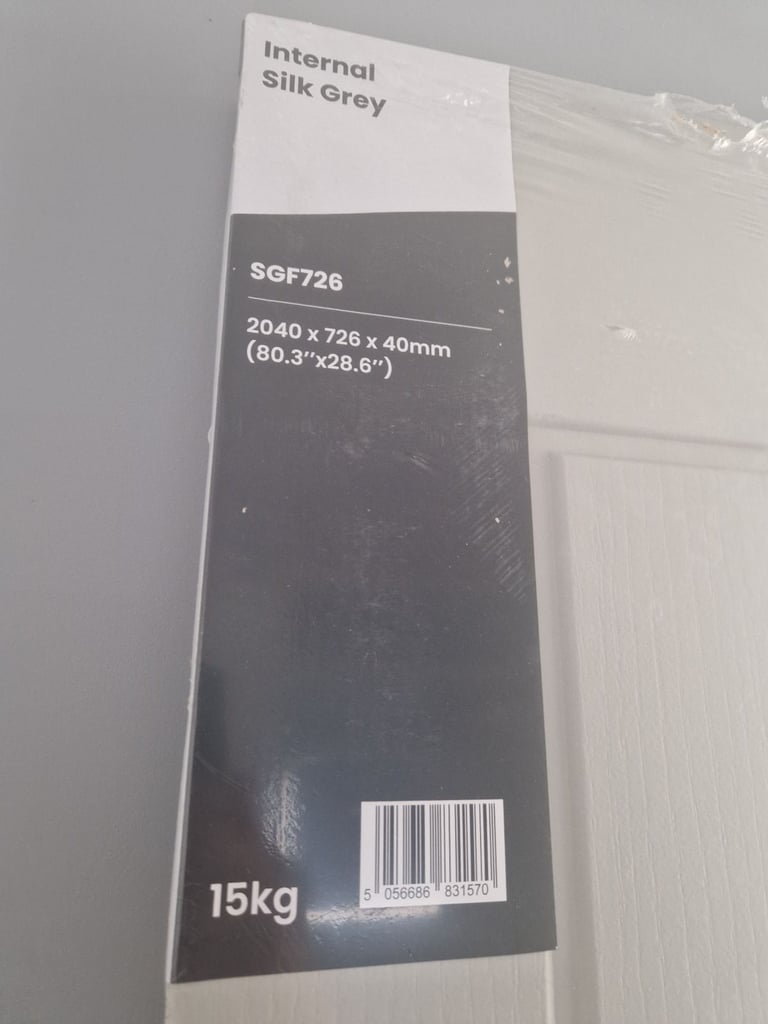 Internal
Silk Grey
SGF726
2040 x 726 x 40mm
(80.3″x28.6″)
15kg
5 056686 831570